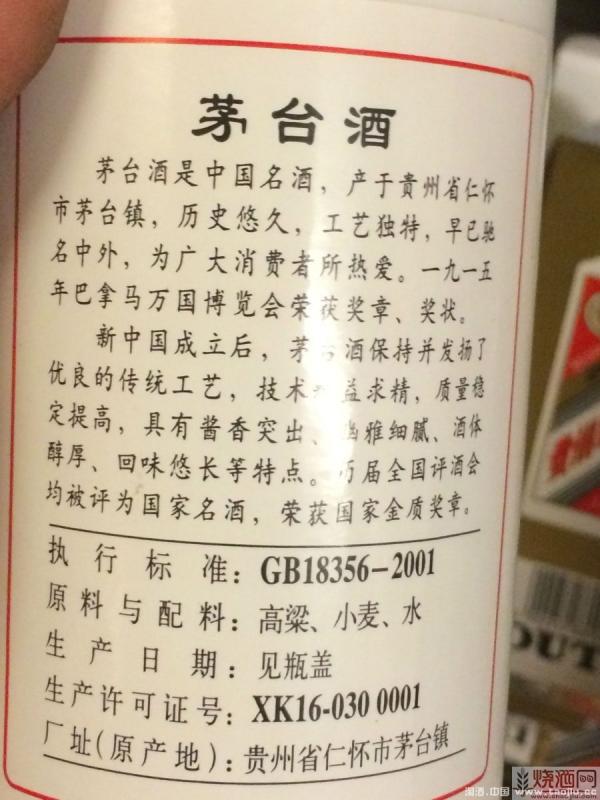 茅台酒
茅台酒是中国名酒，产于贵州省仁怀
市茅台镇，历史悠久，工艺独特，早已驰
名中外，为广大消费者所热爱。一九一五
年巴拿马万国博览会荣获奖章、奖状。
新中国成立后，茅台酒保持并发扬了
优良的传统工艺，技术益求精，质量稳
定提高，具有酱香突出、幽雅细腻、酒体
醇厚、回味悠长等特点。历届全国评酒会
均被评为国家名酒，荣获国家金质奖章。
执行标准：GB18356-2001
原料与配料：高粱、小麦、水
生产日期：见瓶盖
生产许可证号：XK16-030 0001
厂址(原产地)：贵州省仁怀市茅台镇
OUT
烧酒网
淘酒.中国 www.taojiu.cc